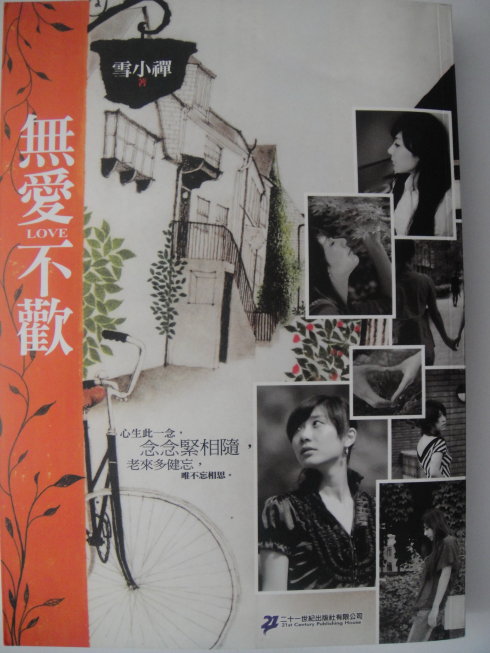 雪小禪
著
無愛
LOVE
不歡
心生此一念，
念念緊相隨，
老來多健忘，
唯不忘相思。
21
二十一世紀出版社有限公司
21st Century Publishing House